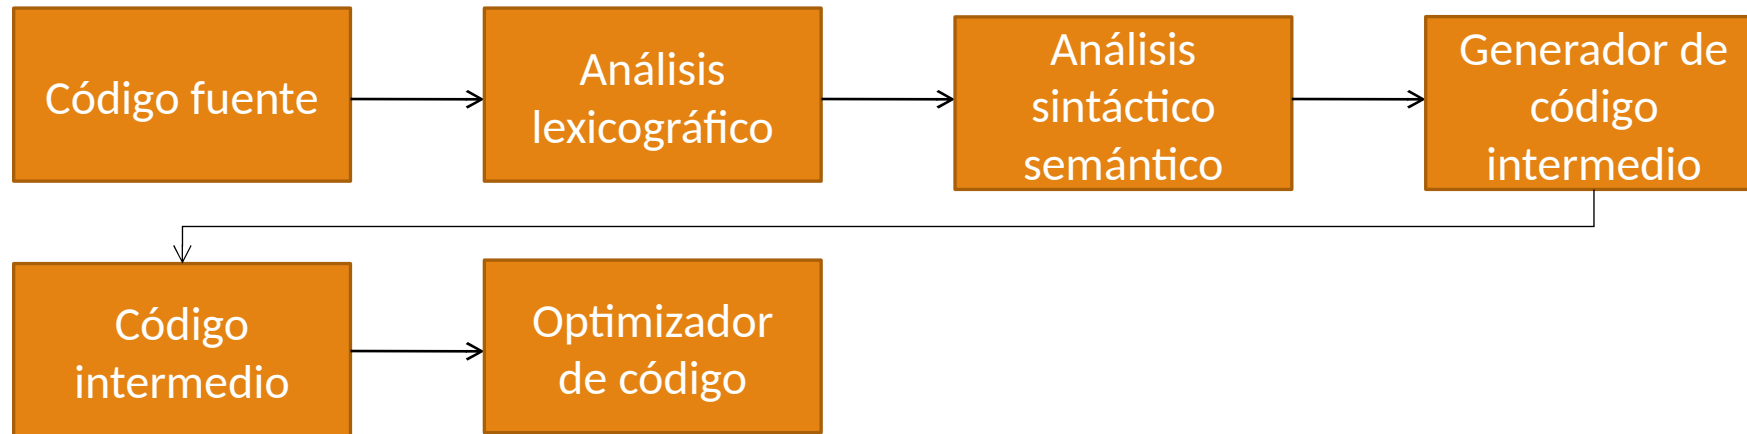 Código fuente
Análisis
lexicográfico
Análisis
sintáctico
semántico
Generador de
código
intermedio
Código
intermedio
Optimizador
de código